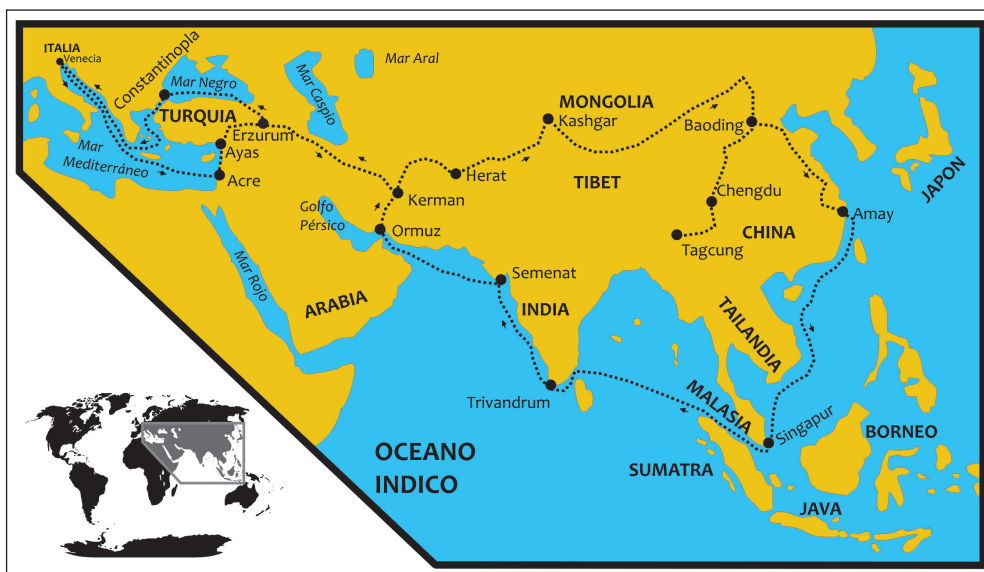 ITALIA
Venecia
Constantinopla
Mar Negro
Mar Caspio
Mar Aral
TURQUIA
Erzurum
Ayas
Mar
Mediterráneo
Acre
MONGOLIA
Kashgar
Baoding
JAPON
Herat
TIBET
Kerman
Chengdu
Golfo
Pérsico
Ormuz
Amay
CHINA
Tagcung
Mar Rojo
ARABIA
Semenat
INDIA
TAILANDIA
Trivandrum
MALASIA
Singapur
BORNEO
OCEANO
INDICO
SUMATRA
JAVA